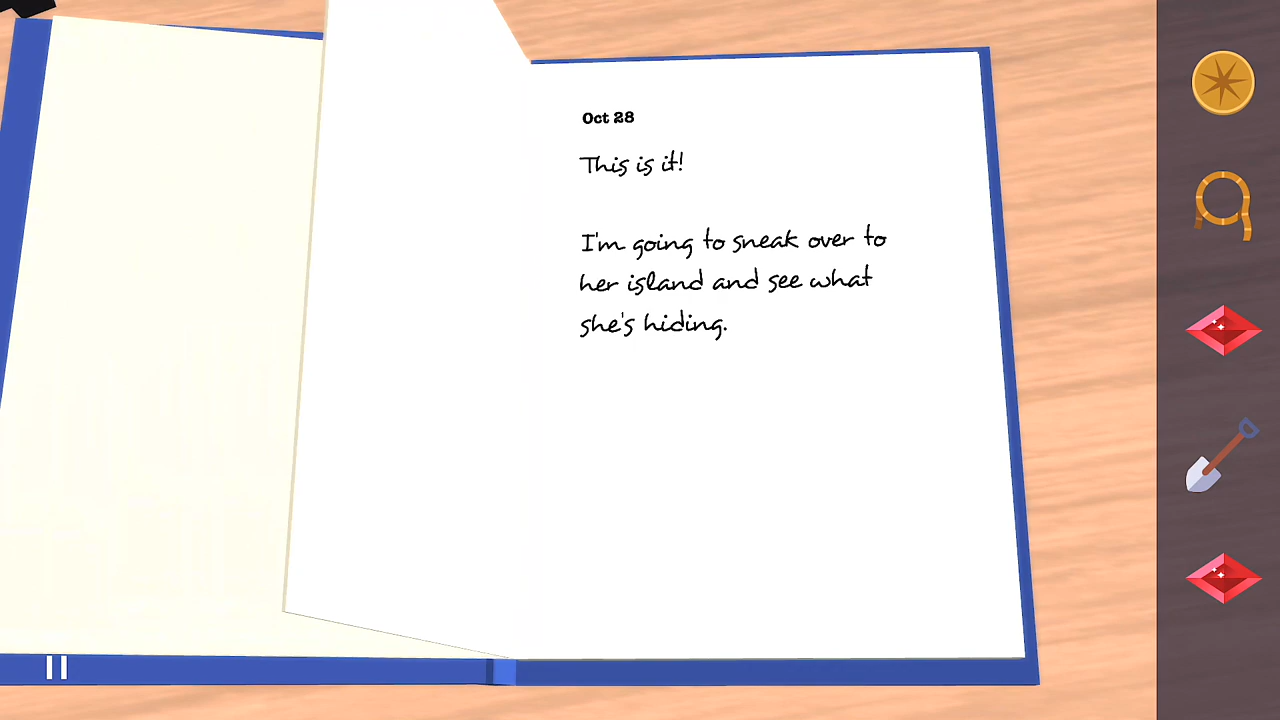 Oct 28
This is it!
I'm going to sneak over to
her island and see what
she's hiding.